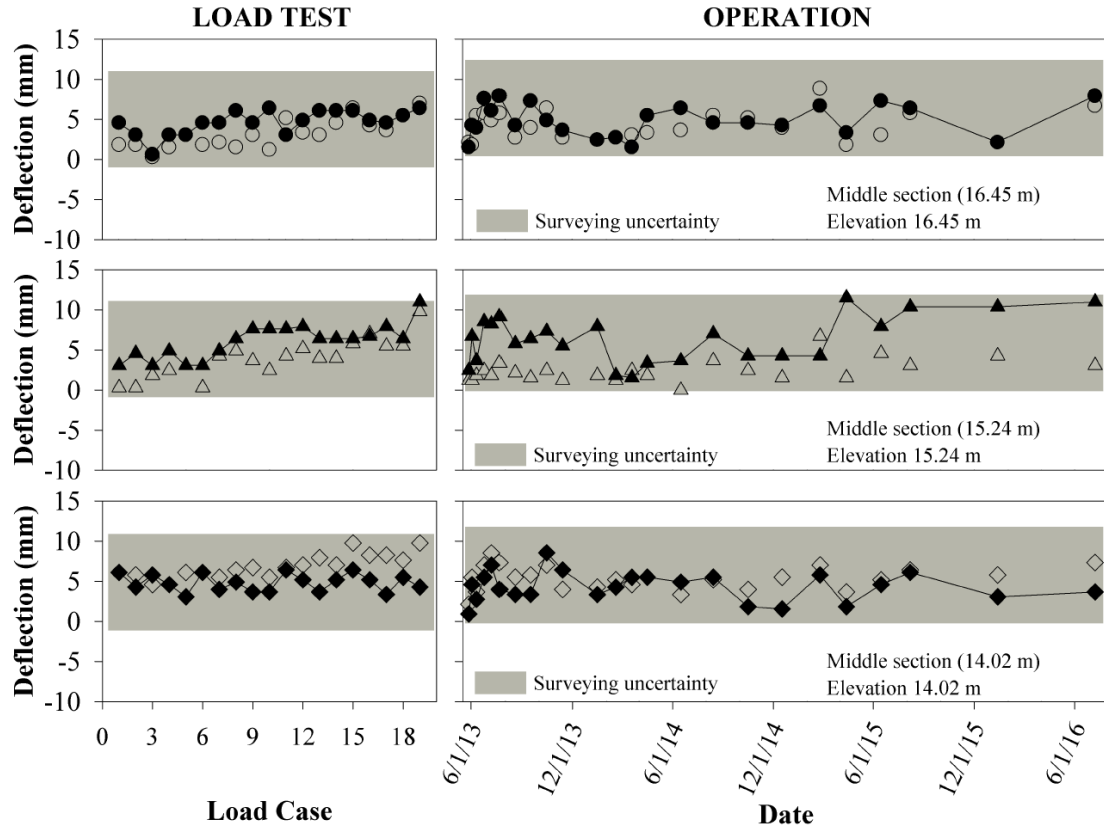 LOAD TEST
OPERATION
Deflection (mm)
15
10
5
0
-5
-10
Surveying uncertainty
Middle section (16.45 m)
Elevation 16.45 m
Deflection (mm)
15
10
5
0
-5
-10
Surveying uncertainty
Middle section (15.24 m)
Elevation 15.24 m
Deflection (mm)
15
10
5
0
-5
-10
Surveying uncertainty
Middle section (14.02 m)
Elevation 14.02 m
0 3 6 9 12 15 18
6/1/13 12/1/13 6/1/14 12/1/14 6/1/15 12/1/15 6/1/16
Load Case
Date